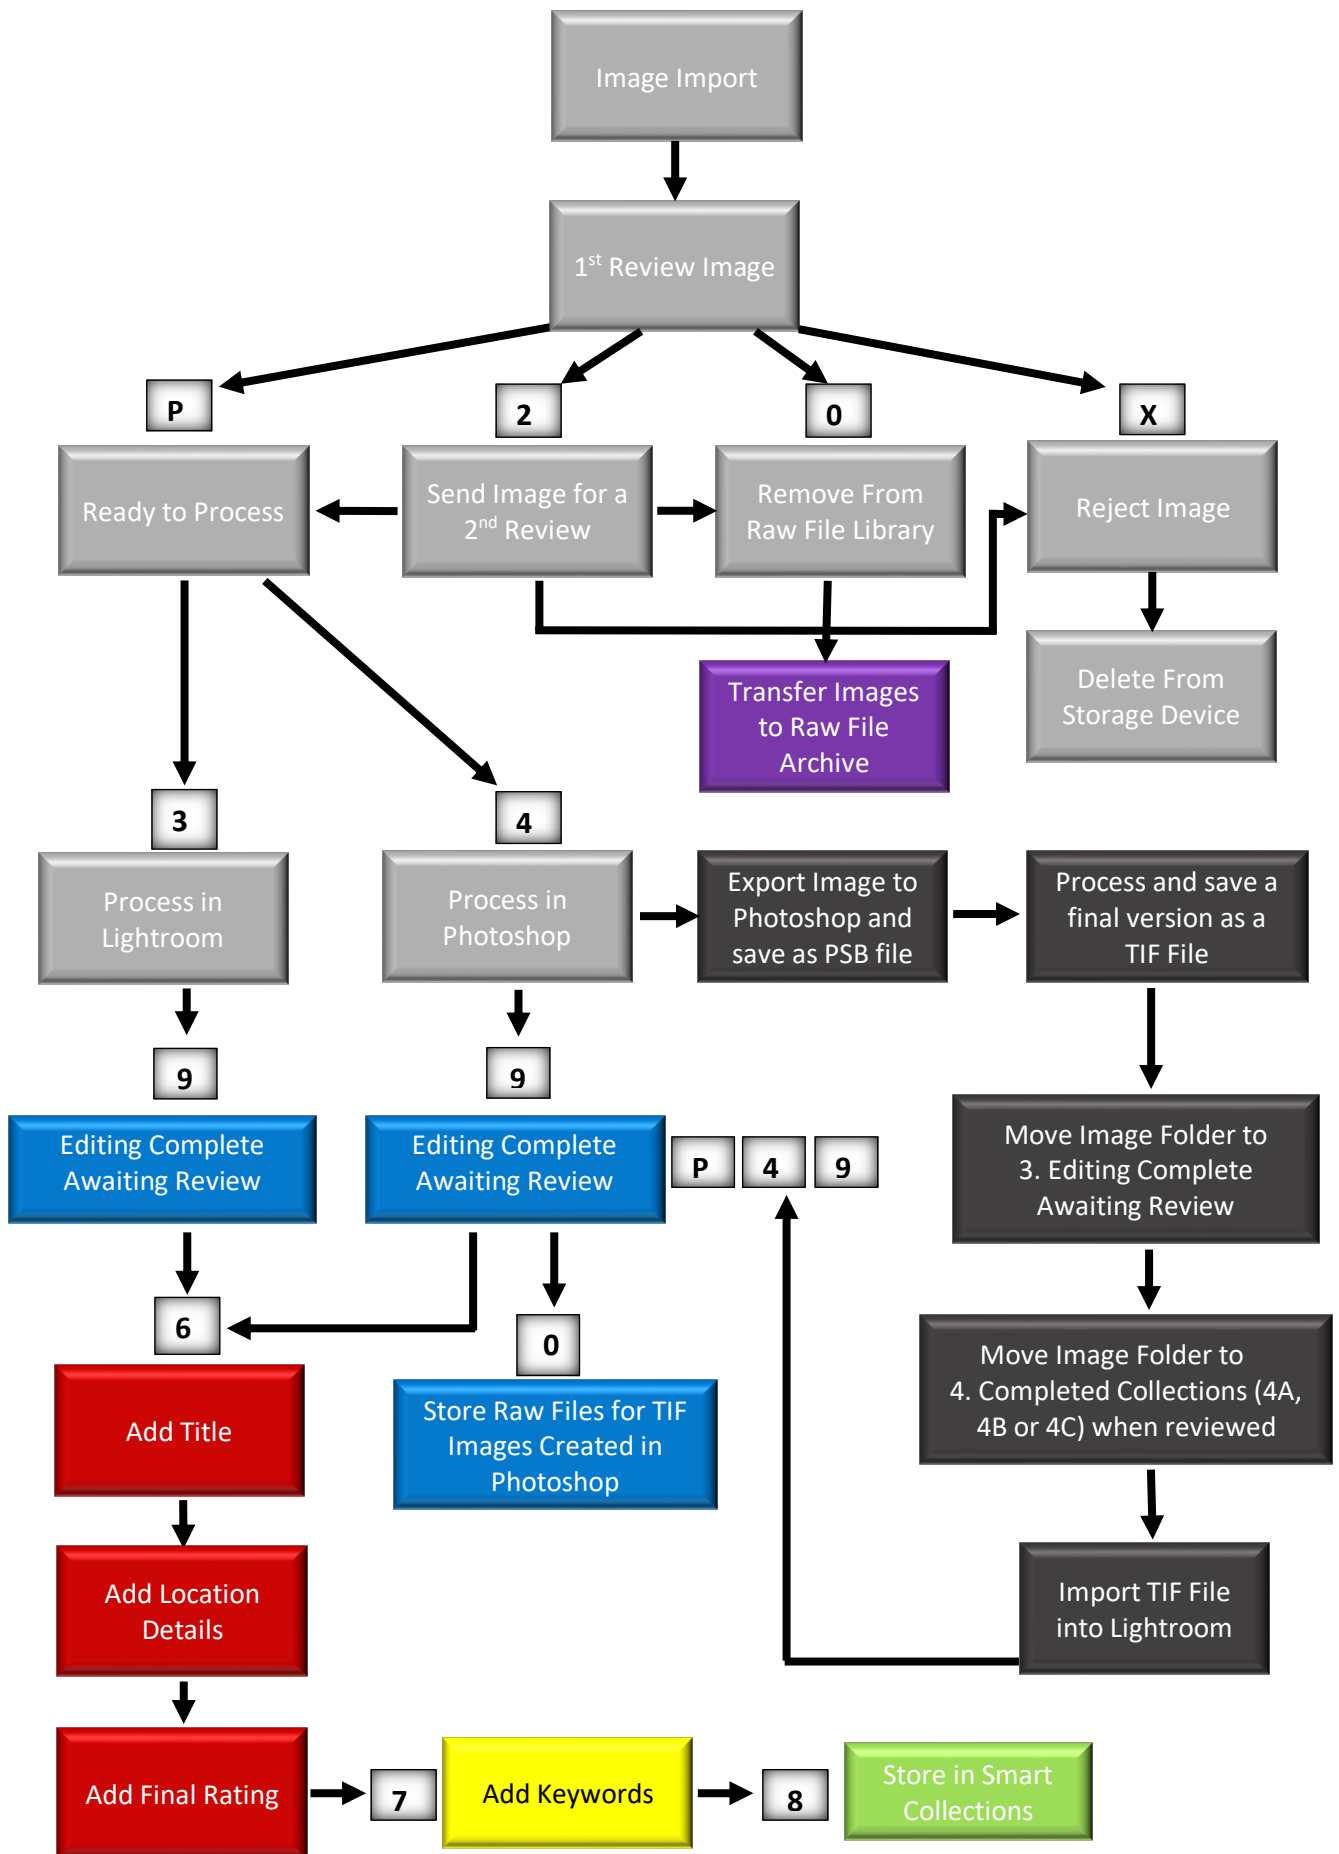 Image Import
1st Review Image
P
2
0
X
Ready to Process
Send Image for a
2nd Review
Remove From
Raw File Library
Reject Image
Transfer Images
to Raw File
Archive
Delete From
Storage Device
3
4
Process in
Lightroom
Process in
Photoshop
Export Image to
Photoshop and
save as PSB file
Process and save a
final version as a
TIF File
9
9
Editing Complete
Awaiting Review
Editing Complete
Awaiting Review
P
4
9
Move Image Folder to
3. Editing Complete
Awaiting Review
6
0
Add Title
Store Raw Files for TIF
Images Created in
Photoshop
Move Image Folder to
4. Completed Collections (4A,
4B or 4C) when reviewed
Add Location
Details
Import TIF File
into Lightroom
Add Final Rating
7
Add Keywords
8
Store in Smart
Collections